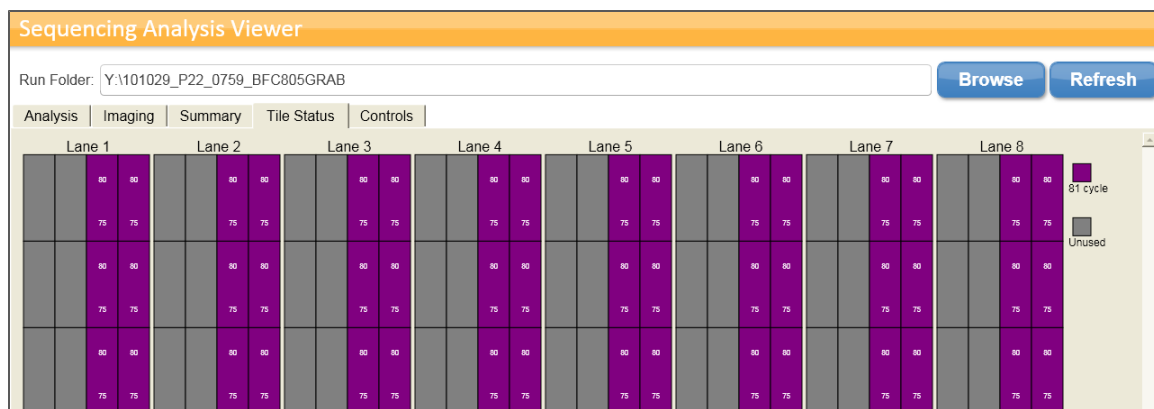 Sequencing Analysis Viewer
Run Folder: Y:\101029_P22_0759_BFC805GRAB Browse Refresh
Analysis Imaging Summary Tile Status Controls
Lane 1 Lane 2 Lane 3 Lane 4 Lane 5 Lane 6 Lane 7 Lane 8
80 80 80 80 80 80 80 80 80 80 80 80 80 80 80 80
81 cycle
75 75 75 75 75 75 75 75 75 75 75 75 75 75 75 75
Unused
80 80 80 80 80 80 80 80 80 80 80 80 80 80 80 80
75 75 75 75 75 75 75 75 75 75 75 75 75 75 75 75
80 80 80 80 80 80 80 80 80 80 80 80 80 80 80 80
75 75 75 75 75 75 75 75 75 75 75 75 75 75 75 75